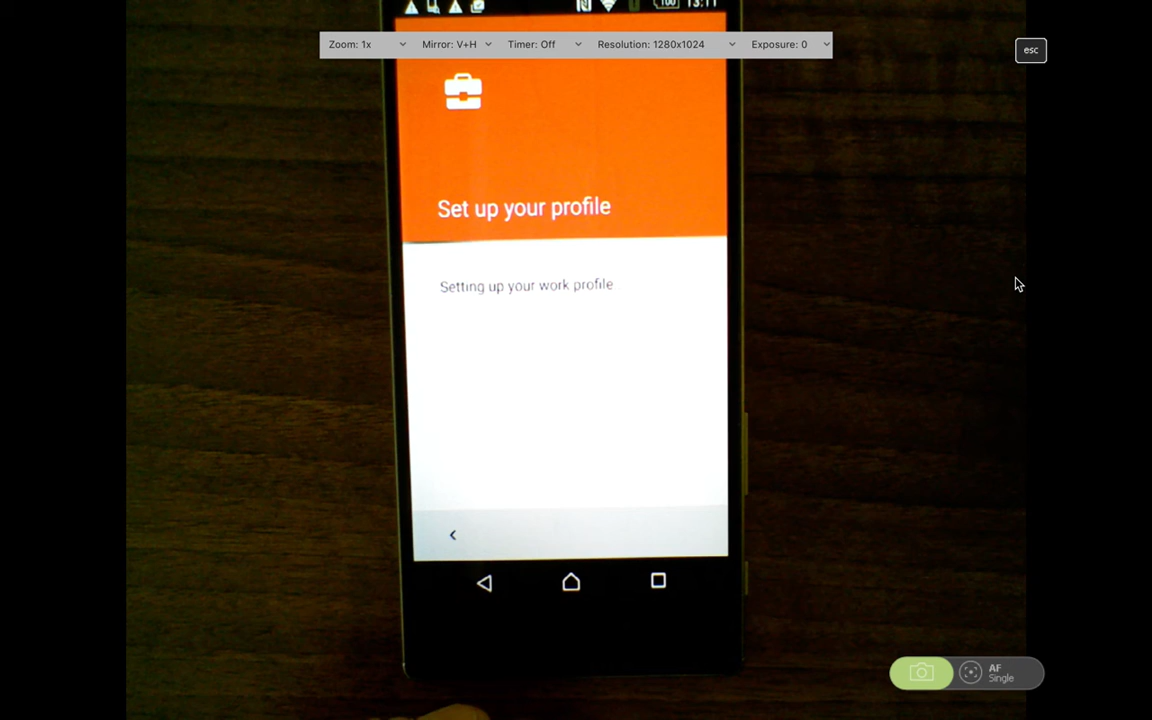 100 13:11
Zoom: 1x Mirror: V+H Timer: Off Resolution: 1280x1024 Exposure: 0
esc
Set up your profile
Setting up your work profile
AF
Single